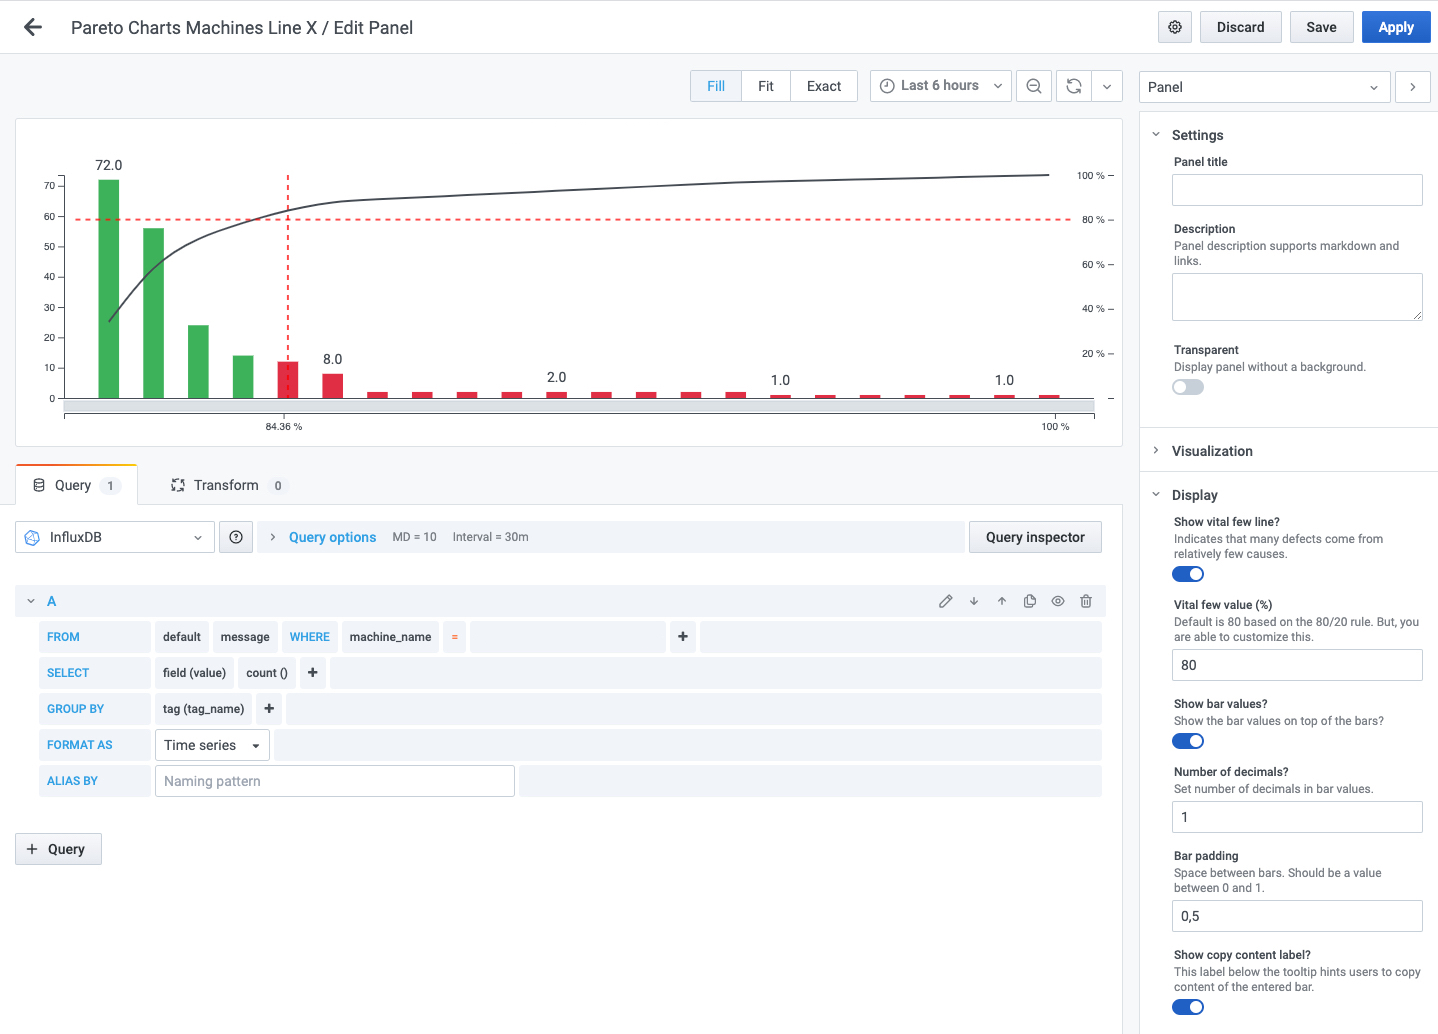 Pareto Charts Machines Line X / Edit Panel
Discard
Save
Apply
Fill
Fit
Exact
Last 6 hours
Panel
72.0
8.0
2.0
1.0
1.0
70
60
50
40
30
20
10
0
100 %
80 %
60 %
40 %
20 %
84.36 %
100 %
Query 1
Transform 0
InfluxDB
Query options MD = 10 Interval = 30m
Query inspector
A
FROM default message WHERE machine_name = +
SELECT field (value) count () +
GROUP BY tag (tag_name) +
FORMAT AS Time series
ALIAS BY Naming pattern
+ Query
Settings
Panel title
Description
Panel description supports markdown and
links.
Transparent
Display panel without a background.
Visualization
Display
Show vital few line?
Indicates that many defects come from
relatively few causes.
Vital few value (%)
Default is 80 based on the 80/20 rule. But, you
are able to customize this.
80
Show bar values?
Show the bar values on top of the bars?
Number of decimals?
Set number of decimals in bar values.
1
Bar padding
Space between bars. Should be a value
between 0 and 1.
0,5
Show copy content label?
This label below the tooltip hints users to copy
content of the entered bar.